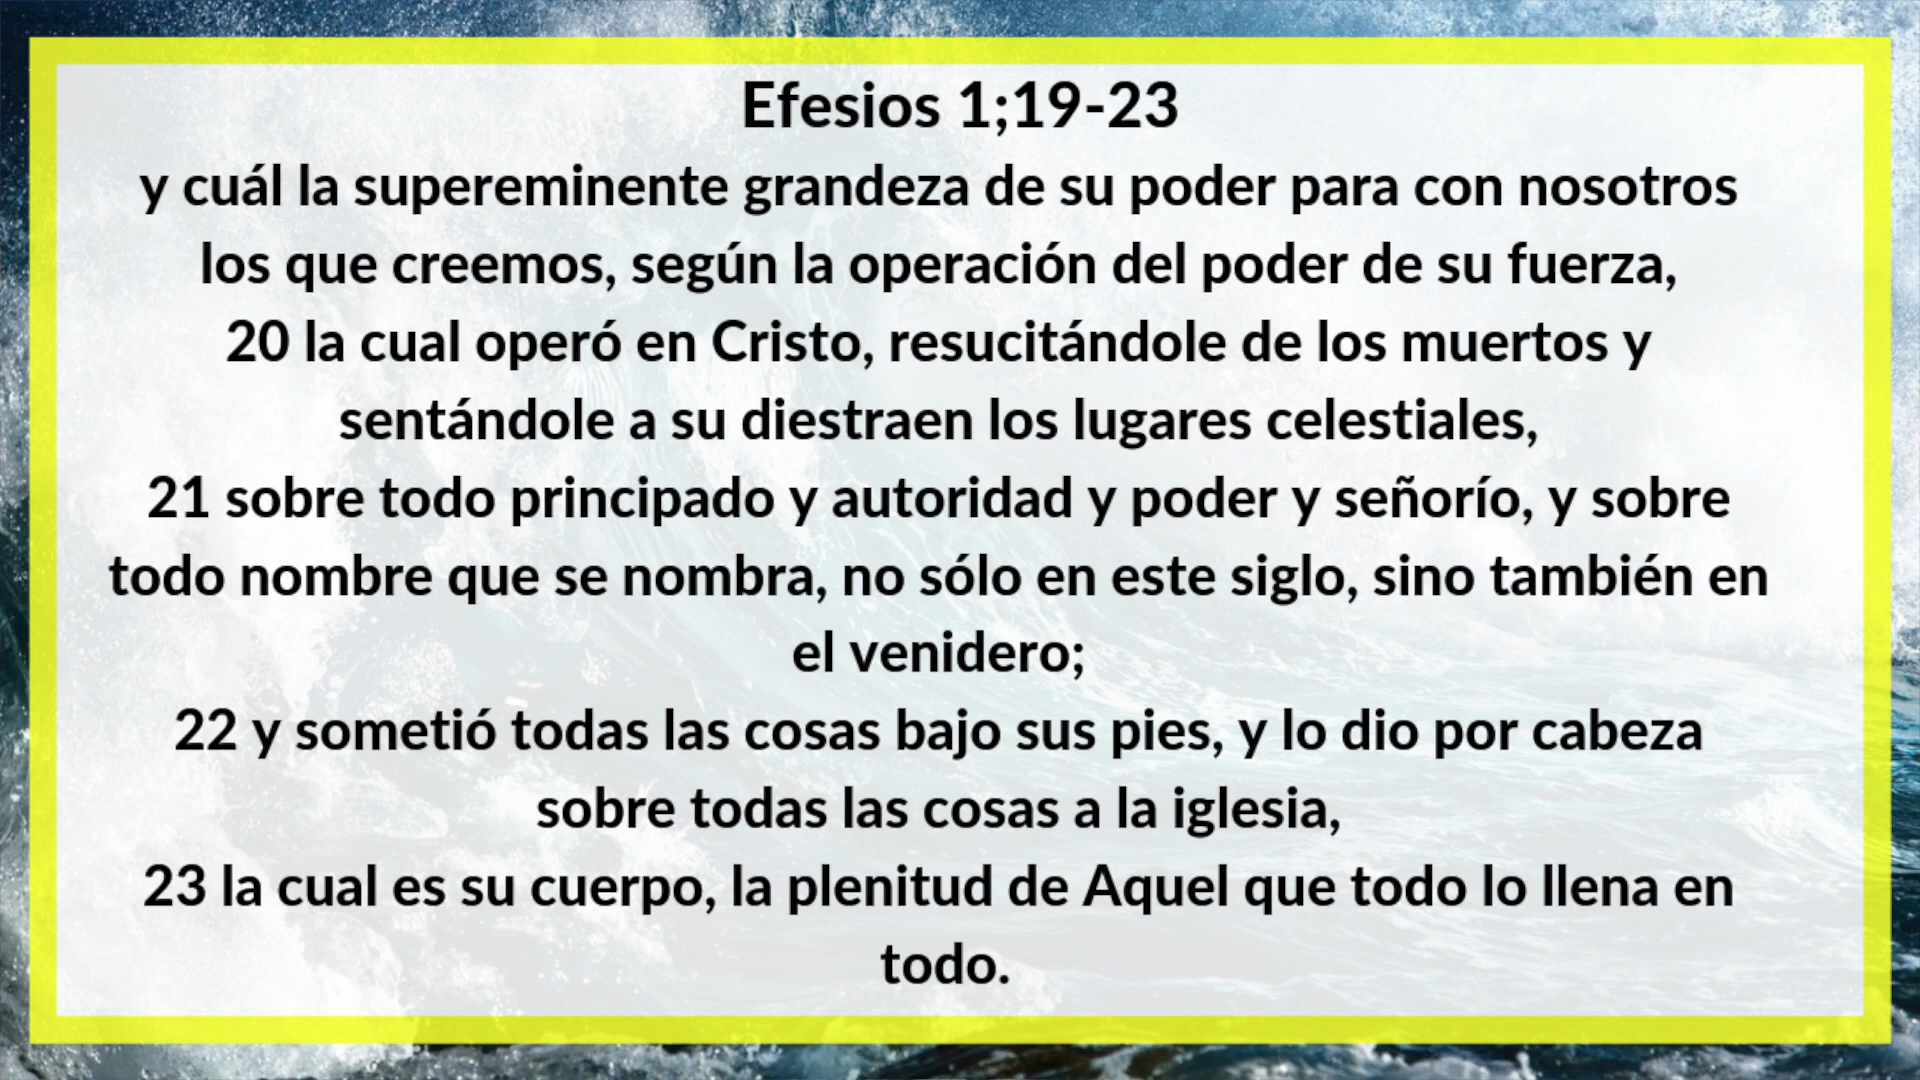 Efesios 1;19-23
y cuál la supereminente grandeza de su poder para con nosotros
los que creemos, según la operación del poder de su fuerza,
20 la cual operó en Cristo, resucitándole de los muertos y
sentándole a su diestraen los lugares celestiales,
21 sobre todo principado y autoridad y poder y señorío, y sobre
todo nombre que se nombra, no sólo en este siglo, sino también en
el venidero;
22 y sometió todas las cosas bajo sus pies, y lo dio por cabeza
sobre todas las cosas a la iglesia,
23 la cual es su cuerpo, la plenitud de Aquel que todo lo llena en
todo.